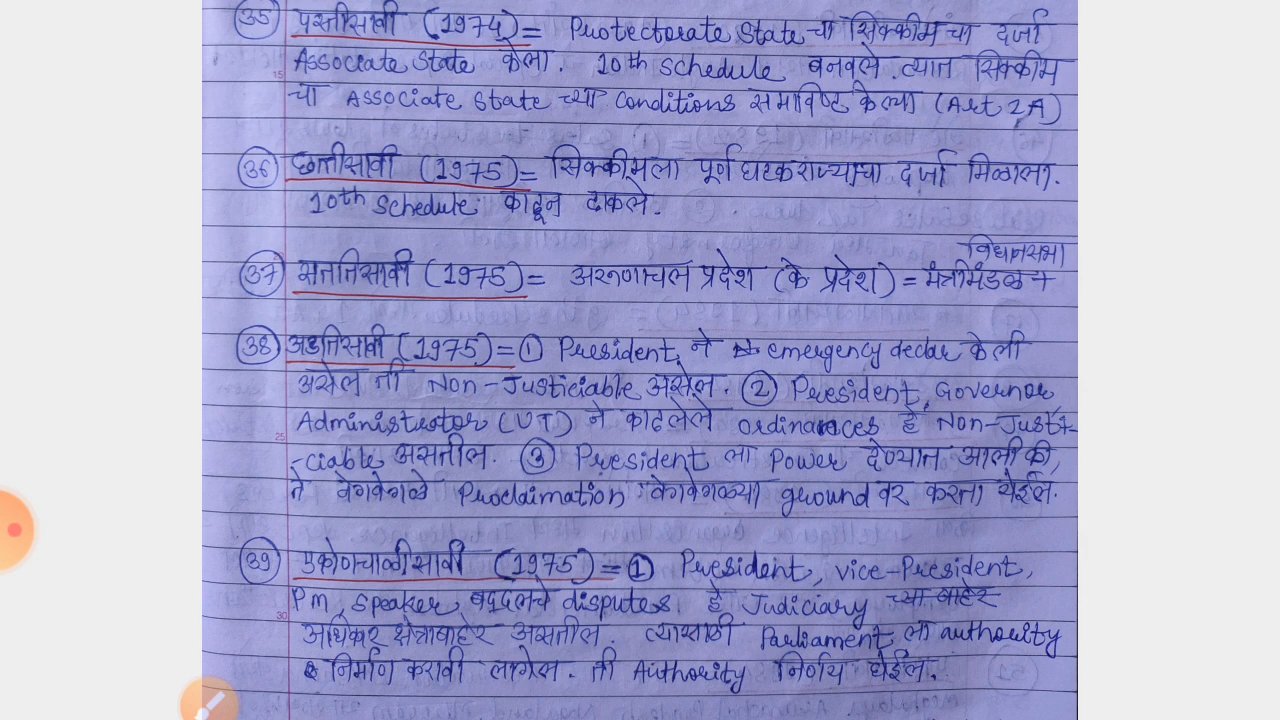 35 पस्तीसावी (1974) = Protectorate State चा सिक्कीम चा दर्जा
Associate State केला. 10th schedule बनवले. त्यात सिक्कीम
चा Associate State च्या conditions समाविष्ट केल्या (Art 2A)
36 छत्तीसावी (1975) = सिक्कीमला पूर्ण घटकराज्याचा दर्जा मिळाला.
10th Schedule काढून टाकले.
विधानसभा
37 सततिसावी (1975) = अरुणाचल प्रदेश (के. प्रदेश) = मंत्रीमंडळ +
38 अडतिसावी (1975) = ① President ने emergency declar केली
असेल ती Non-Justiciable असेल. ② President, Governor,
Administrator (UT) ने काढलेले ordinances हे Non-Justi-
-ciable असतील. ③ President ला Power देण्यात आली की,
ते वेगवेगळे Proclaimation वेगवेगळ्या ground वर करता येईल.
39 एकोणचाळीसावी (1975) = ① President, vice-President,
PM, Speaker, बद्दलचे disputes हे Judiciary च्या बाहेर
अधिकार क्षेत्राबाहेर असतील. त्यासाठी Parliament ला authority
निर्माण करावी लागेल. ती Authority निर्णय घेईल.